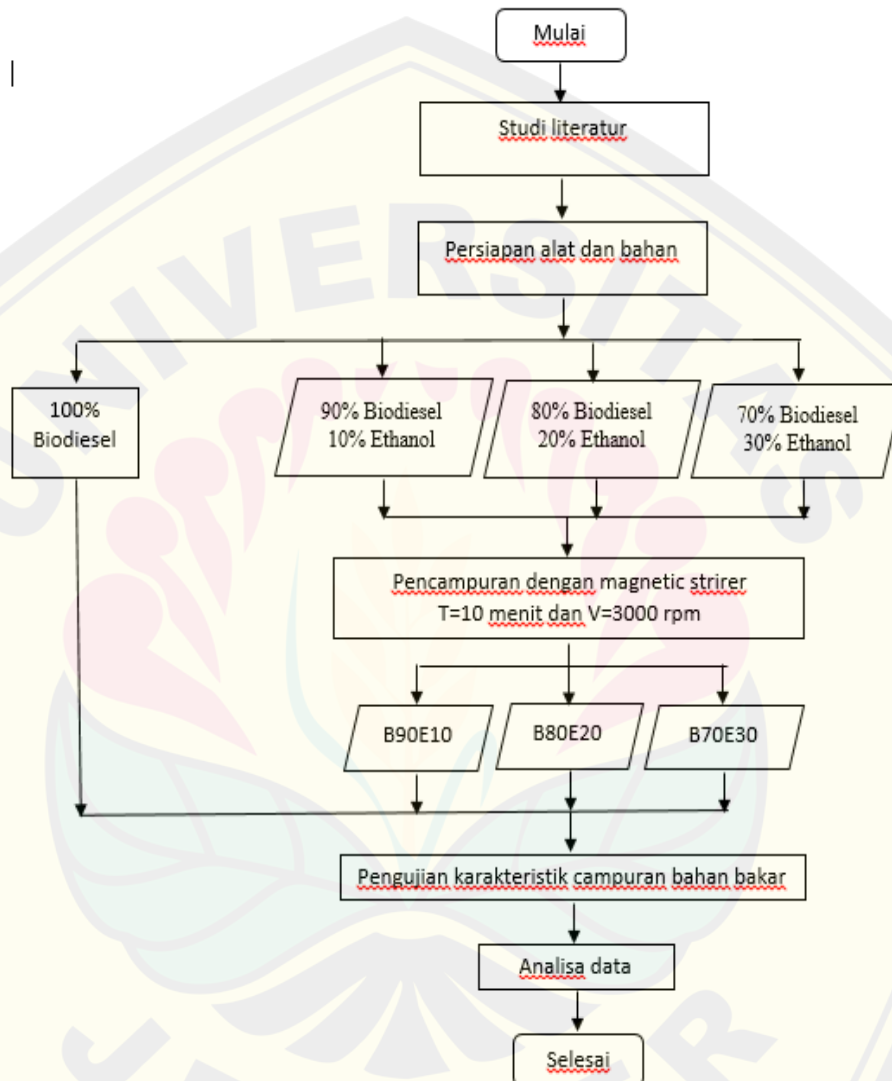 UNIVERSITAS
Mulai
Studi literatur
Persiapan alat dan bahan
100%
Biodiesel
90% Biodiesel
10% Ethanol
80% Biodiesel
20% Ethanol
70% Biodiesel
30% Ethanol
Pencampuran dengan magnetic strirer
T=10 menit dan V=3000 rpm
B90E10
B80E20
B70E30
Pengujian karakteristik campuran bahan bakar
Analisa data
Selesai